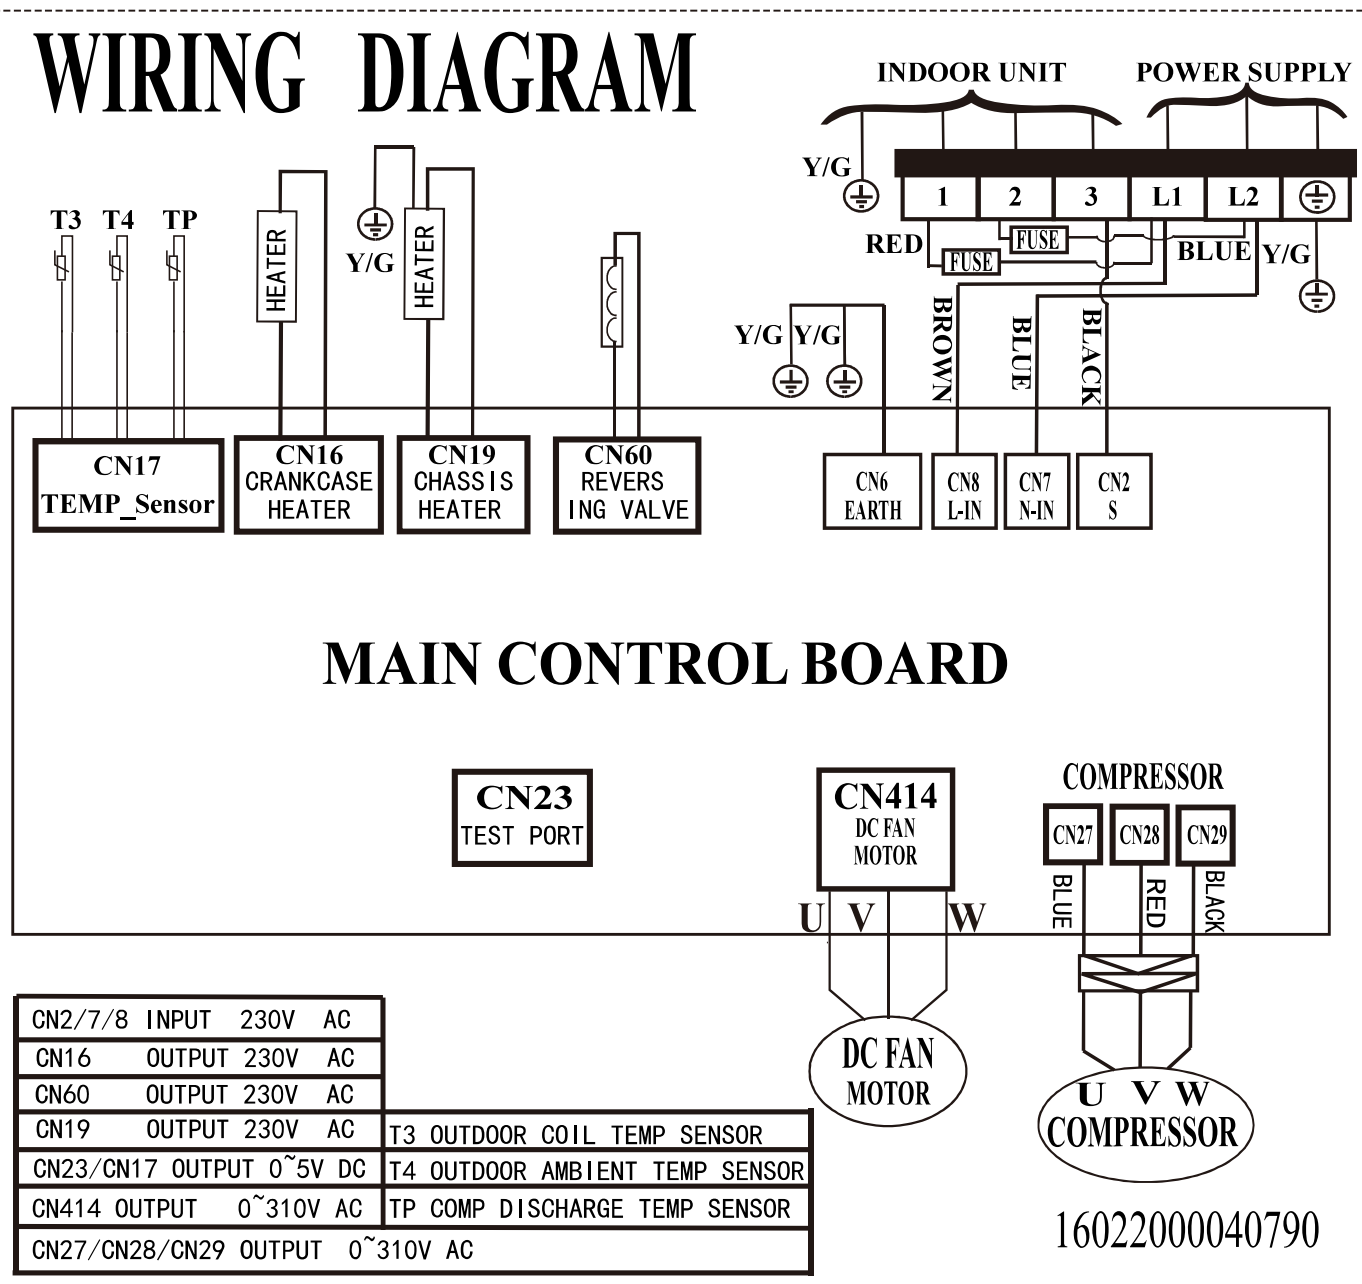 WIRING DIAGRAM
INDOOR UNIT POWER SUPPLY
Y/G
1 2 3 L1 L2
RED FUSE BLUE Y/G
FUSE
T3 T4 TP
HEATER
Y/G
HEATER
Y/G Y/G
BROWN
BLUE
BLACK
CN17
TEMP_Sensor
CN16
CRANKCASE
HEATER
CN19
CHASSIS
HEATER
CN60
REVERS
ING VALVE
CN6
EARTH
CN8
L-IN
CN7
N-IN
CN2
S
MAIN CONTROL BOARD
CN23
TEST PORT
CN414
DC FAN
MOTOR
COMPRESSOR
CN27 CN28 CN29
BLUE
RED
BLACK
U V W
DC FAN
MOTOR
U V W
COMPRESSOR
CN2/7/8 INPUT 230V AC
CN16 OUTPUT 230V AC
CN60 OUTPUT 230V AC
CN19 OUTPUT 230V AC T3 OUTDOOR COIL TEMP SENSOR
CN23/CN17 OUTPUT 0~5V DC T4 OUTDOOR AMBIENT TEMP SENSOR
CN414 OUTPUT 0~310V AC TP COMP DISCHARGE TEMP SENSOR
CN27/CN28/CN29 OUTPUT 0~310V AC
16022000040790